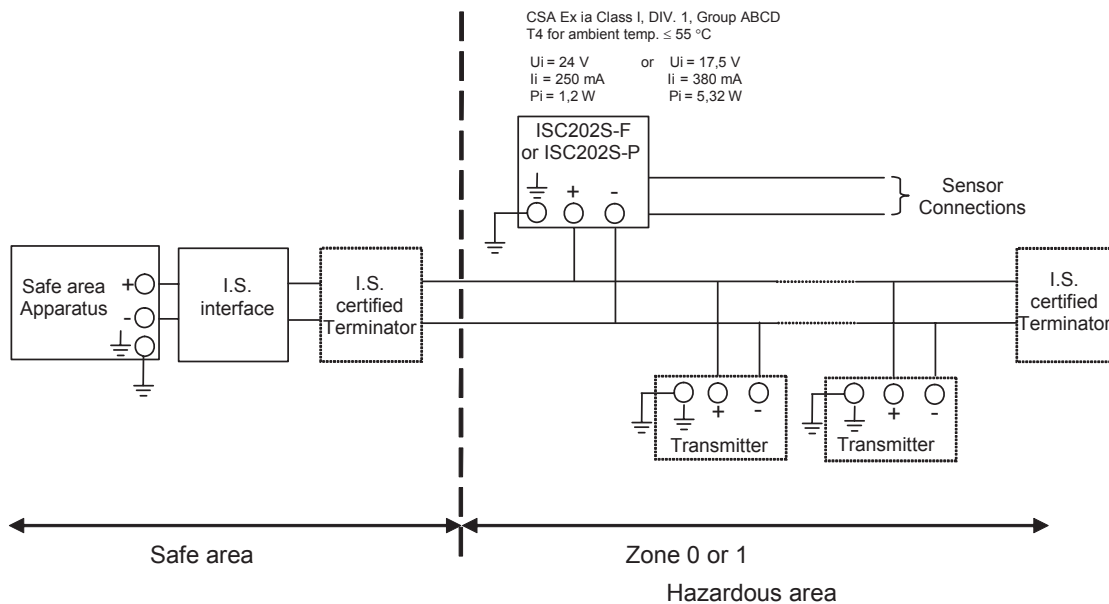 CSA Ex ia Class I, DIV. 1, Group ABCD
T4 for ambient temp. ≤ 55 °C
Ui = 24 V or Ui = 17,5 V
Ii = 250 mA Ii = 380 mA
Pi = 1,2 W Pi = 5,32 W
ISC202S-F
or ISC202S-P
+ -
Sensor
Connections
Safe area
Apparatus
+
-
I.S.
interface
I.S.
certified
Terminator
I.S.
certified
Terminator
+ -
Transmitter
+ -
Transmitter
Safe area
Zone 0 or 1
Hazardous area